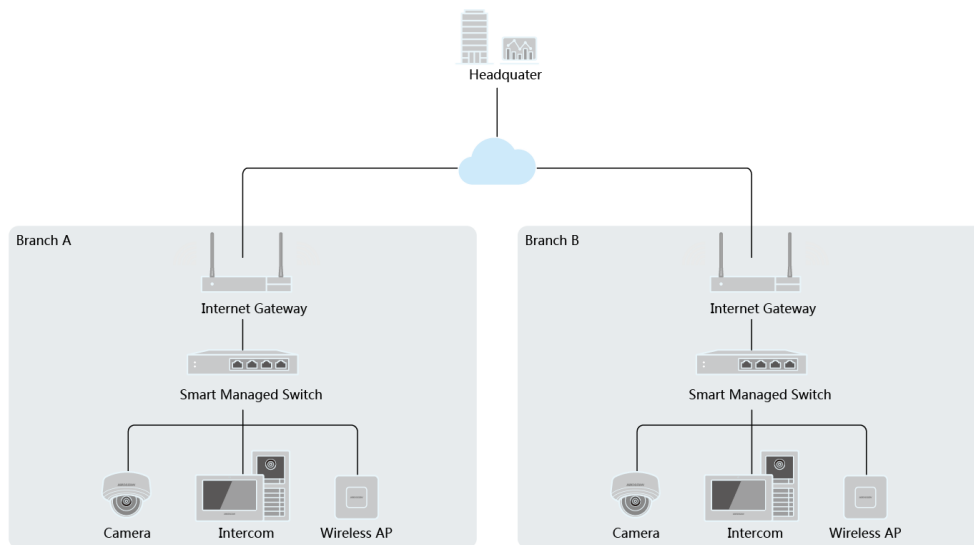 Headquater
Branch A
Branch B
Internet Gateway
Internet Gateway
Smart Managed Switch
Smart Managed Switch
Camera
Intercom
Wireless AP
Camera
Intercom
Wireless AP